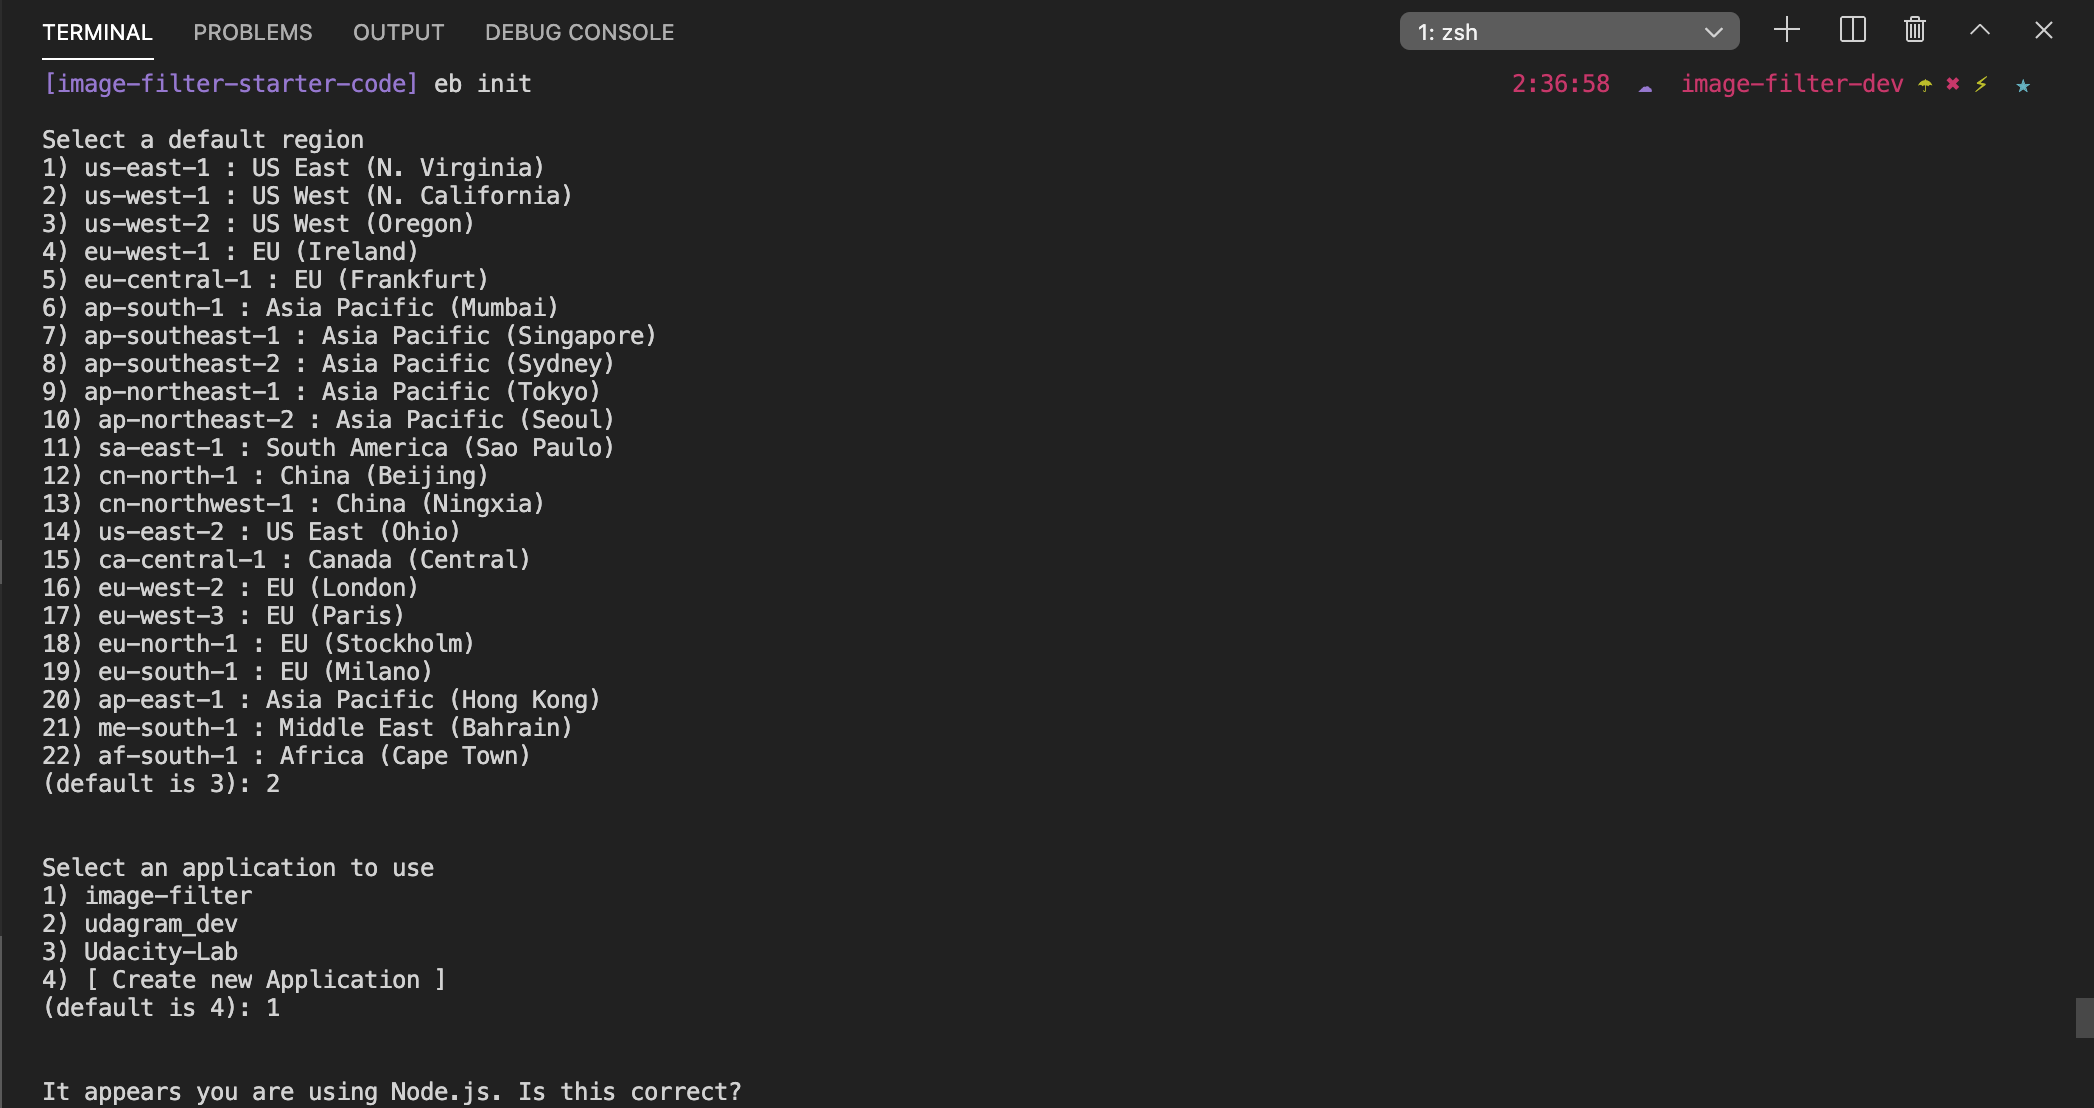 TERMINAL PROBLEMS OUTPUT DEBUG CONSOLE 1: zsh
[image-filter-starter-code] eb init 2:36:58 ☁ image-filter-dev ☂ ✖ ⚡ ★
Select a default region
1) us-east-1 : US East (N. Virginia)
2) us-west-1 : US West (N. California)
3) us-west-2 : US West (Oregon)
4) eu-west-1 : EU (Ireland)
5) eu-central-1 : EU (Frankfurt)
6) ap-south-1 : Asia Pacific (Mumbai)
7) ap-southeast-1 : Asia Pacific (Singapore)
8) ap-southeast-2 : Asia Pacific (Sydney)
9) ap-northeast-1 : Asia Pacific (Tokyo)
10) ap-northeast-2 : Asia Pacific (Seoul)
11) sa-east-1 : South America (Sao Paulo)
12) cn-north-1 : China (Beijing)
13) cn-northwest-1 : China (Ningxia)
14) us-east-2 : US East (Ohio)
15) ca-central-1 : Canada (Central)
16) eu-west-2 : EU (London)
17) eu-west-3 : EU (Paris)
18) eu-north-1 : EU (Stockholm)
19) eu-south-1 : EU (Milano)
20) ap-east-1 : Asia Pacific (Hong Kong)
21) me-south-1 : Middle East (Bahrain)
22) af-south-1 : Africa (Cape Town)
(default is 3): 2
Select an application to use
1) image-filter
2) udagram_dev
3) Udacity-Lab
4) [ Create new Application ]
(default is 4): 1
It appears you are using Node.js. Is this correct?